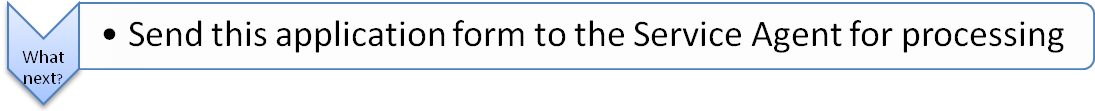 What
next?
• Send this application form to the Service Agent for processing